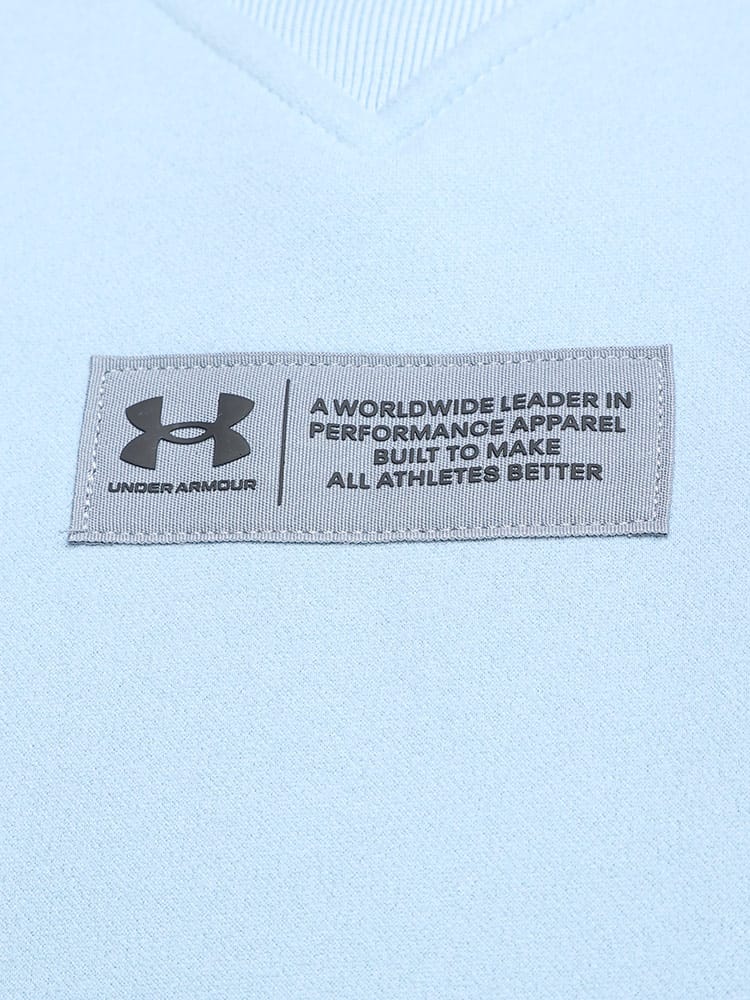 UNDER ARMOUR
A WORLDWIDE LEADER IN
PERFORMANCE APPAREL
BUILT TO MAKE
ALL ATHLETES BETTER